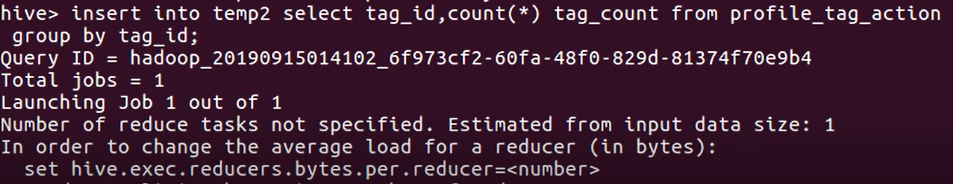 hive> insert into temp2 select tag_id,count(*) tag_count from profile_tag_action
 group by tag_id;
Query ID = hadoop_20190915014102_6f973cf2-60fa-48f0-829d-81374f70e9b4
Total jobs = 1
Launching Job 1 out of 1
Number of reduce tasks not specified. Estimated from input data size: 1
In order to change the average load for a reducer (in bytes):
  set hive.exec.reducers.bytes.per.reducer=<number>